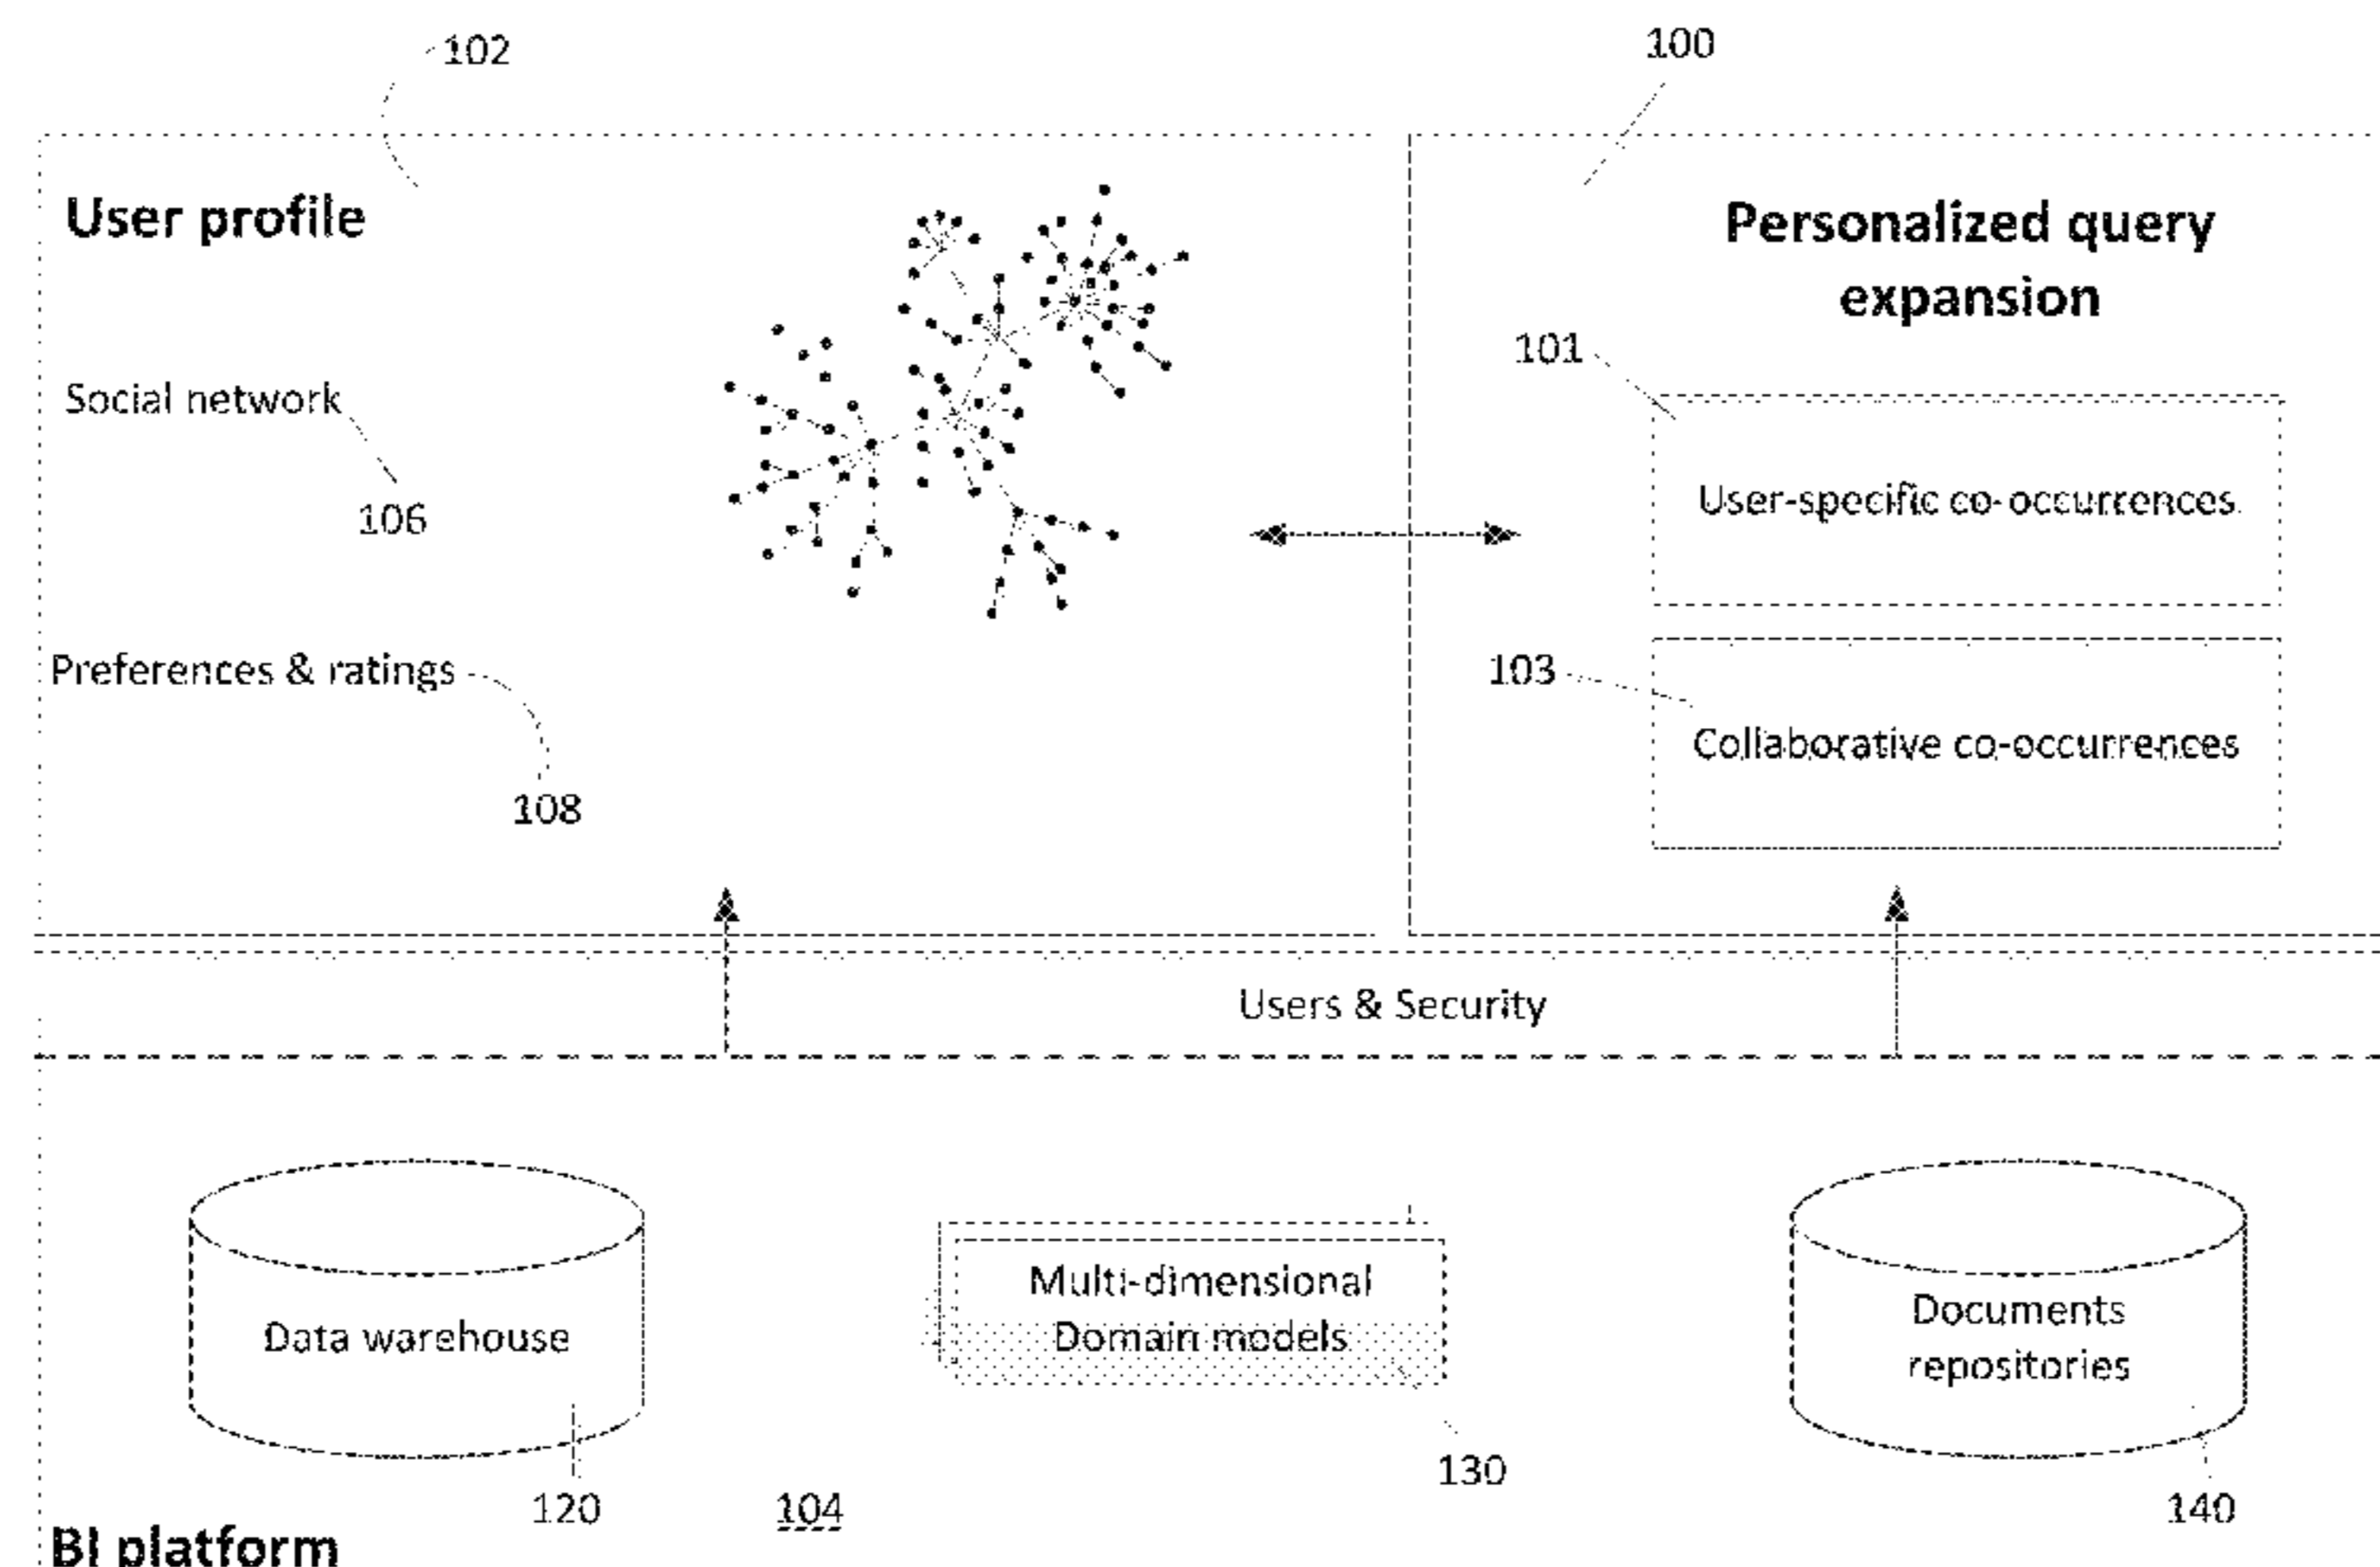 102
100
User profile
Personalized query
expansion
101
Social network
106
User-specific co-occurrences
Preferences & ratings
103
Collaborative co-occurrences
108
Users & Security
Multi-dimensional
Domain models
Data warehouse
Documents
repositories
130
120
104
140
BI platform